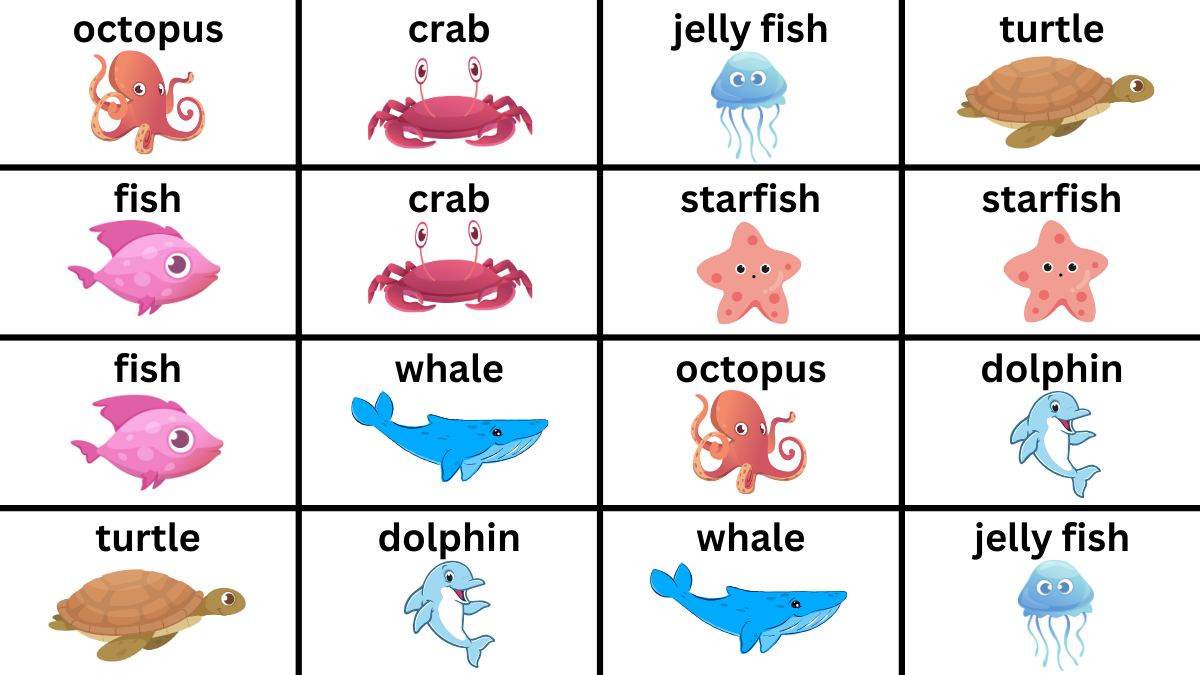 octopus
crab
jelly fish
turtle
fish
crab
starfish
starfish
fish
whale
octopus
dolphin
turtle
dolphin
whale
jelly fish